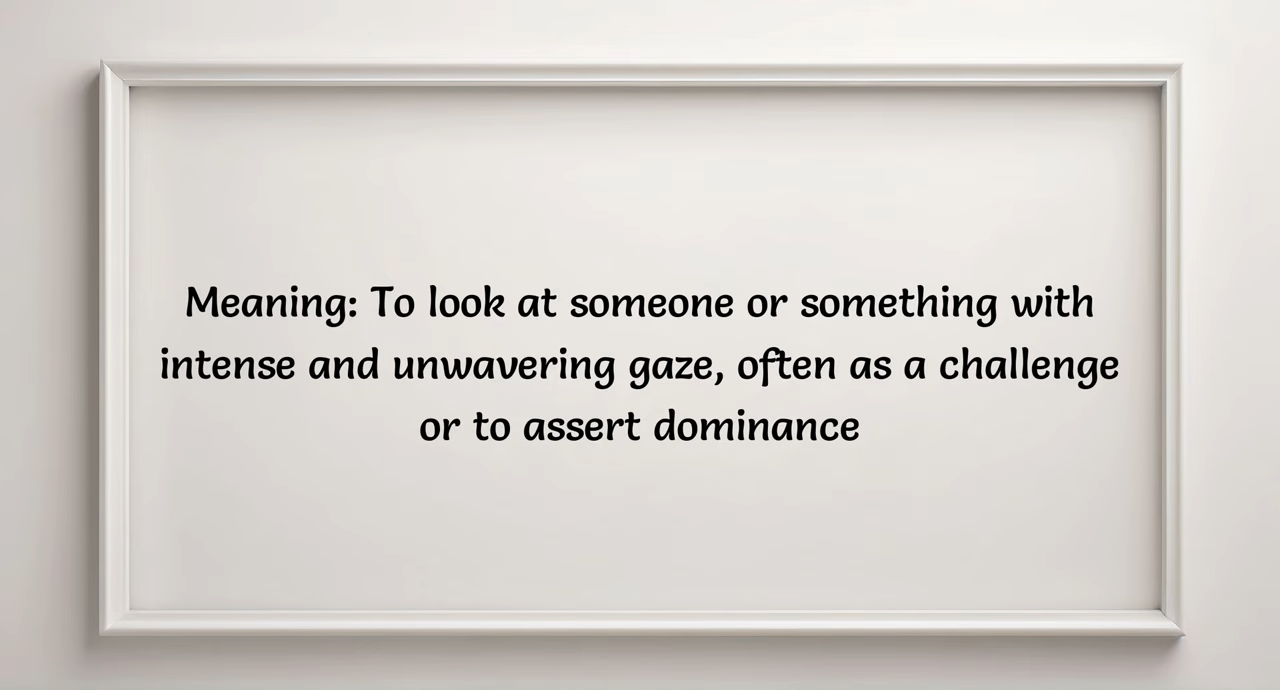 Meaning: To look at someone or something with
intense and unwavering gaze, often as a challenge
or to assert dominance